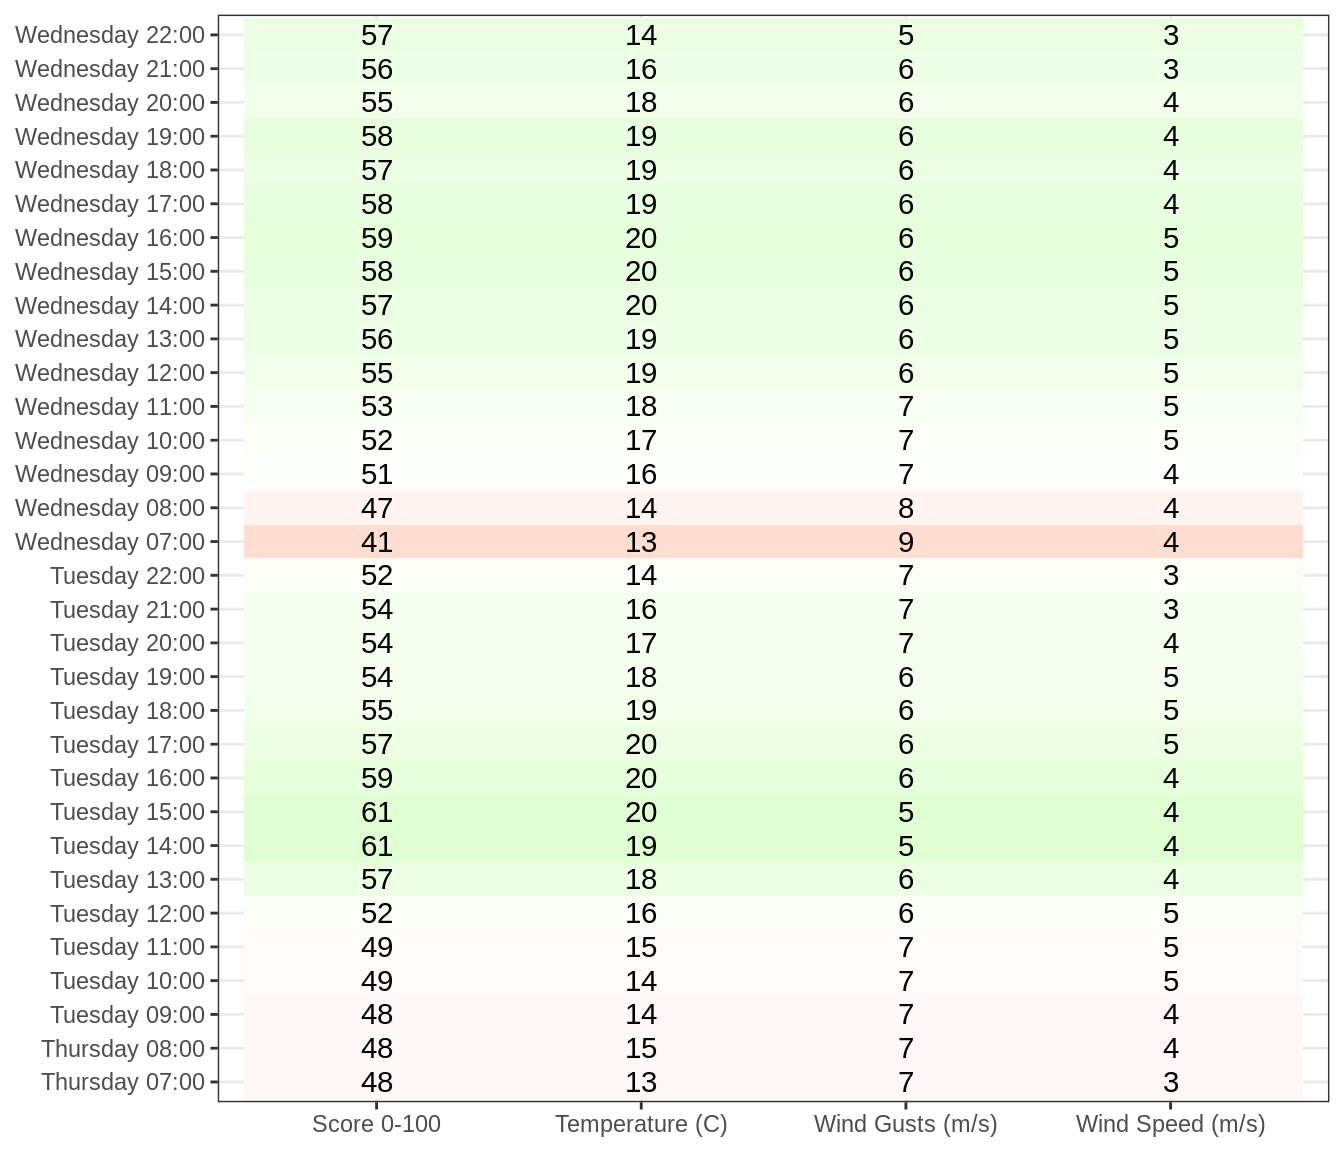 Wednesday 22:00 57 14 5 3
Wednesday 21:00 56 16 6 3
Wednesday 20:00 55 18 6 4
Wednesday 19:00 58 19 6 4
Wednesday 18:00 57 19 6 4
Wednesday 17:00 58 19 6 4
Wednesday 16:00 59 20 6 5
Wednesday 15:00 58 20 6 5
Wednesday 14:00 57 20 6 5
Wednesday 13:00 56 19 6 5
Wednesday 12:00 55 19 6 5
Wednesday 11:00 53 18 7 5
Wednesday 10:00 52 17 7 5
Wednesday 09:00 51 16 7 4
Wednesday 08:00 47 14 8 4
Wednesday 07:00 41 13 9 4
Tuesday 22:00 52 14 7 3
Tuesday 21:00 54 16 7 3
Tuesday 20:00 54 17 7 4
Tuesday 19:00 54 18 6 5
Tuesday 18:00 55 19 6 5
Tuesday 17:00 57 20 6 5
Tuesday 16:00 59 20 6 4
Tuesday 15:00 61 20 5 4
Tuesday 14:00 61 19 5 4
Tuesday 13:00 57 18 6 4
Tuesday 12:00 52 16 6 5
Tuesday 11:00 49 15 7 5
Tuesday 10:00 49 14 7 5
Tuesday 09:00 48 14 7 4
Thursday 08:00 48 15 7 4
Thursday 07:00 48 13 7 3
Score 0-100 Temperature (C) Wind Gusts (m/s) Wind Speed (m/s)